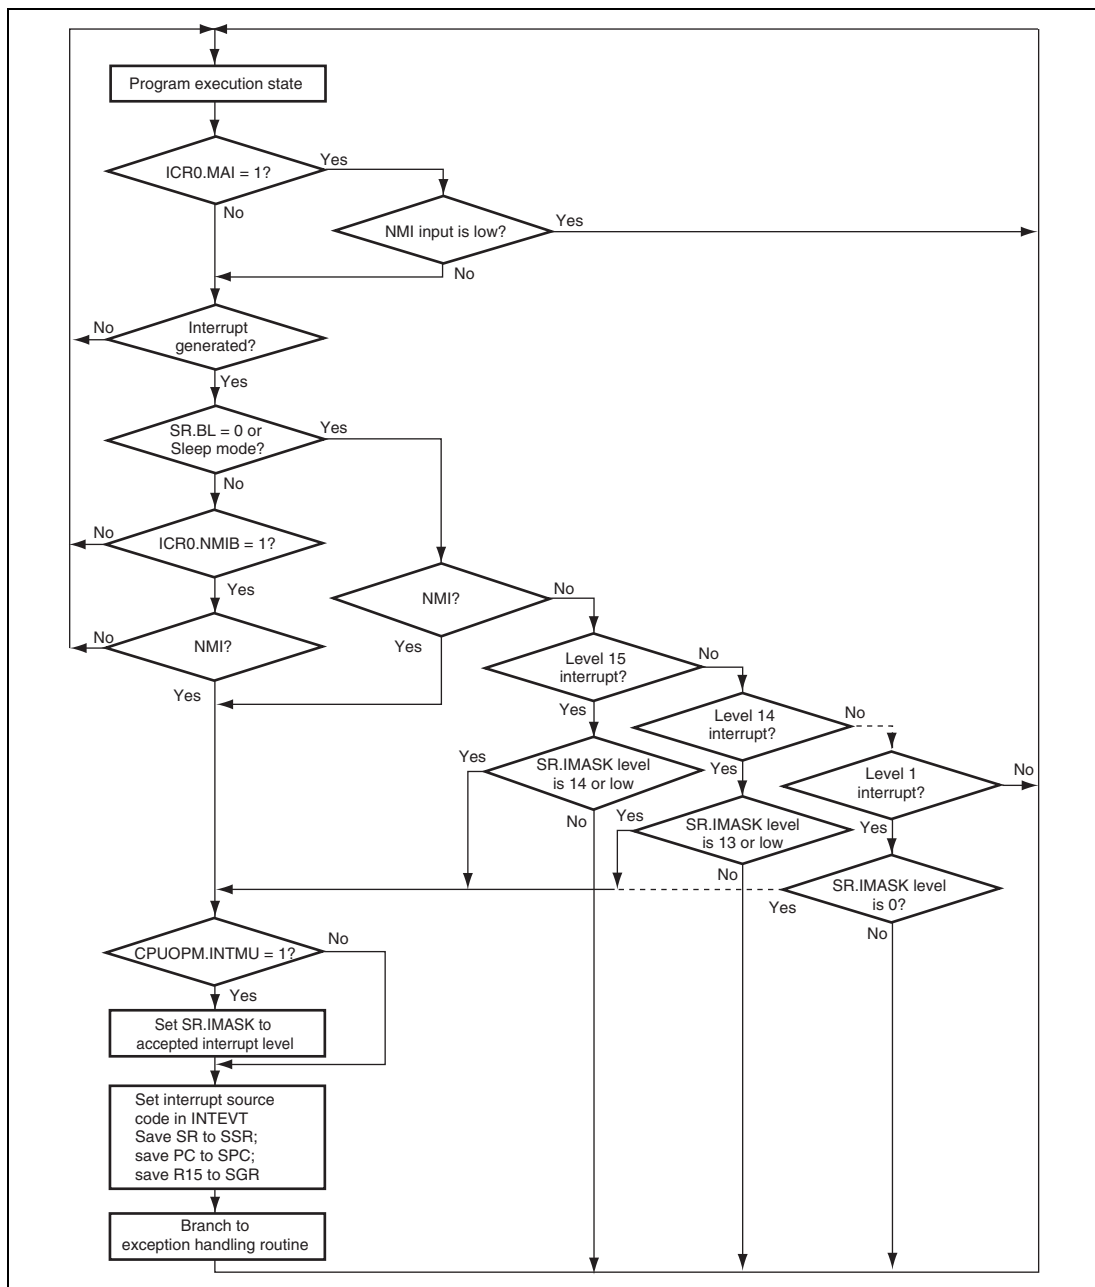 Program execution state
ICR0.MAI = 1?
Yes
No
NMI input is low?
Yes
No
Interrupt
generated?
No
Yes
SR.BL = 0 or
Sleep mode?
Yes
No
ICR0.NMIB = 1?
No
Yes
NMI?
No
Yes
NMI?
No
Yes
Level 15
interrupt?
No
Yes
Level 14
interrupt?
No
Yes
Level 1
interrupt?
No
Yes
SR.IMASK level
is 14 or low
Yes
No
SR.IMASK level
is 13 or low
Yes
No
SR.IMASK level
is 0?
Yes
No
CPUOPM.INTMU = 1?
No
Yes
Set SR.IMASK to
accepted interrupt level
Set interrupt source
code in INTEVT
Save SR to SSR;
save PC to SPC;
save R15 to SGR
Branch to
exception handling routine